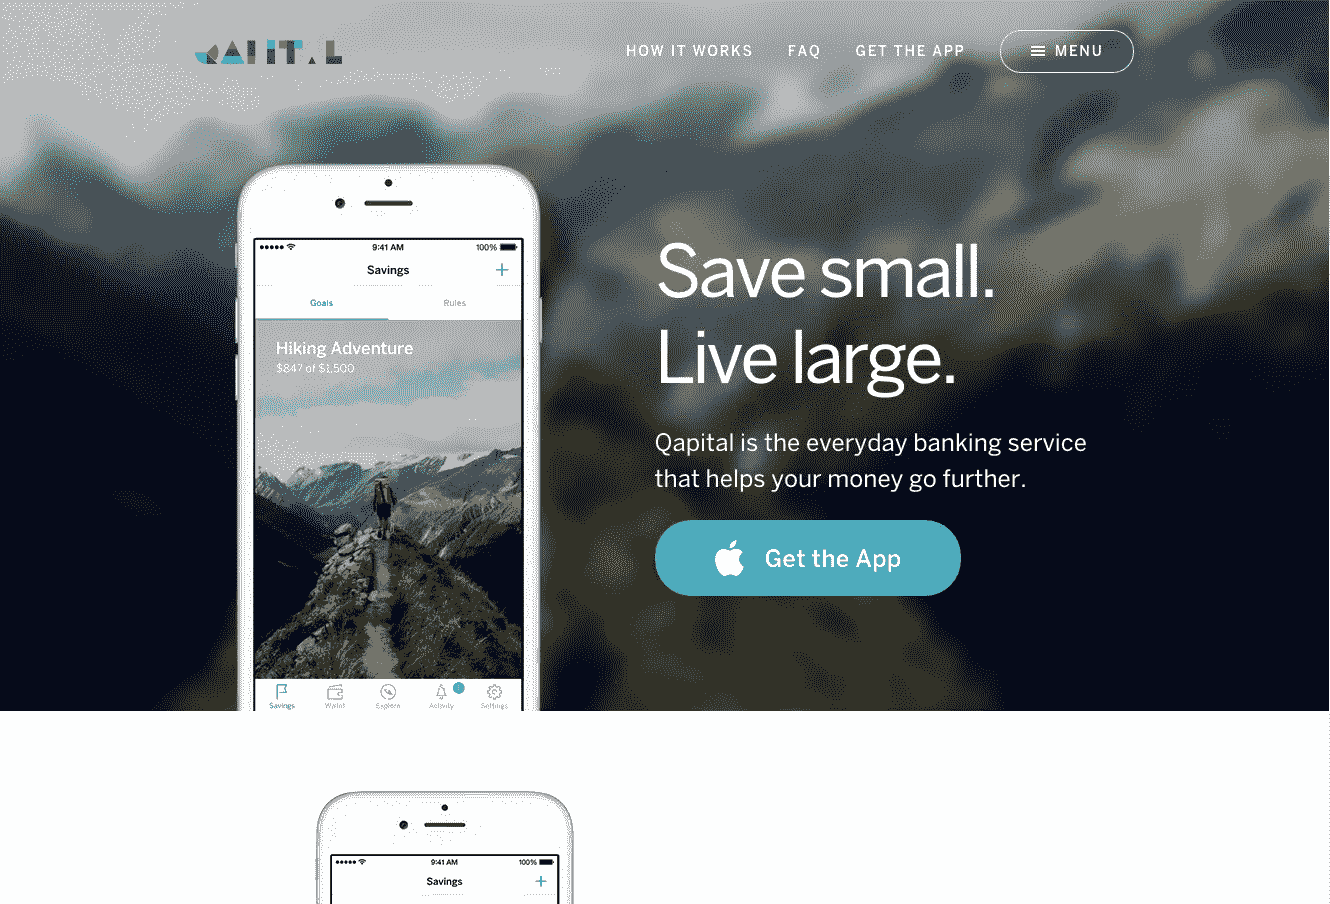 QAPITAL
HOW IT WORKS
FAQ
GET THE APP
MENU
9:41 AM
100%
Savings
Goals
Rules
Hiking Adventure
$847 of $1,500
Savings
Wallet
Explore
Activity
Settings
Save small.
Live large.
Qapital is the everyday banking service
that helps your money go further.
Get the App
9:41 AM
100%
Savings